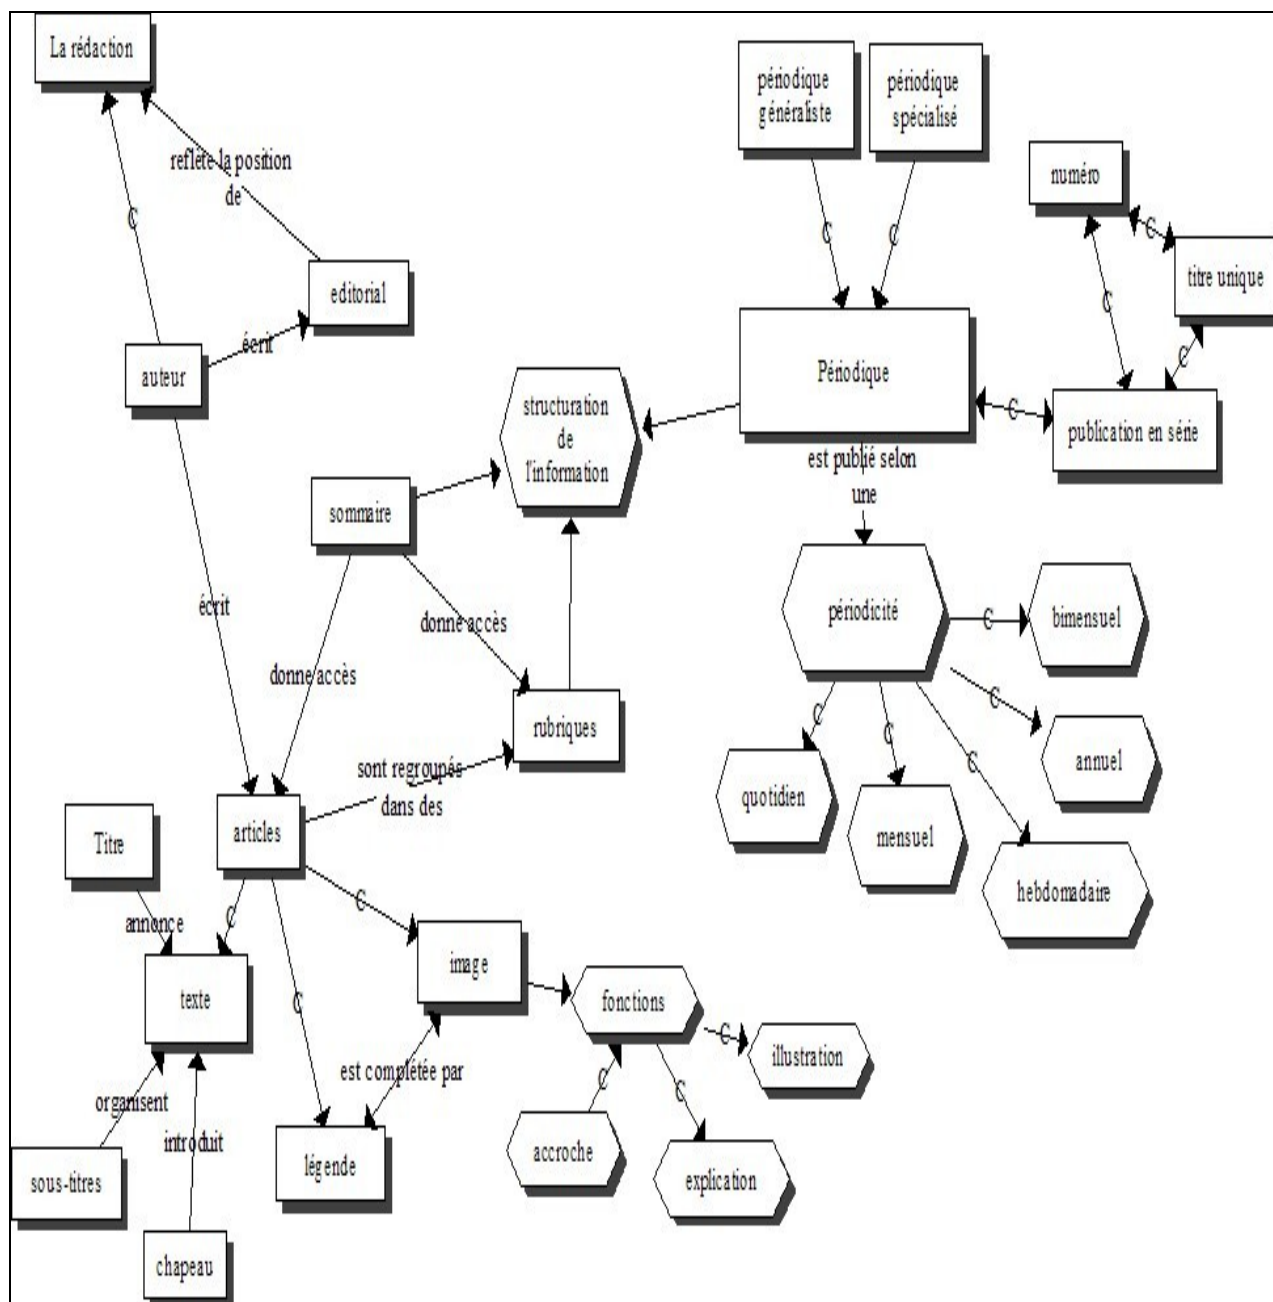 La rédaction
périodique
généraliste
périodique
spécialisé
reflète la position
de
numéro
C
C
C
C
titre unique
editorial
C
écrit
C
auteur
Périodique
structuration
de
l'information
C
publication en série
est publié selon
une
sommaire
périodicité
C
bimensuel
écrit
donne accès
donne accès
C
annuel
rubriques
C
C
C
quotidien
mensuel
hebdomadaire
sont regroupés
dans des
articles
Titre
annonce
C
C
image
texte
C
fonctions
C
illustration
est complétée par
C
C
organisent
introduit
accroche
légende
explication
sous-titres
chapeau